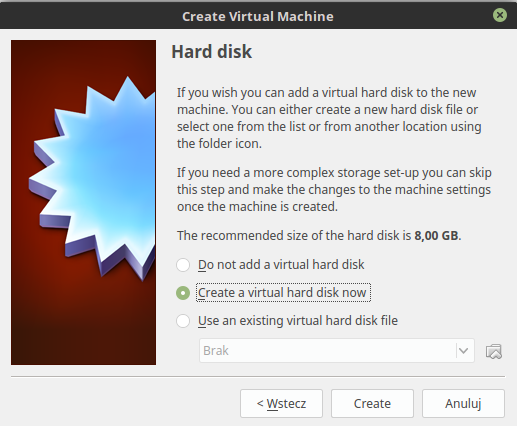 Create Virtual Machine
Hard disk
If you wish you can add a virtual hard disk to the new
machine. You can either create a new hard disk file or
select one from the list or from another location using
the folder icon.
If you need a more complex storage set-up you can skip
this step and make the changes to the machine settings
once the machine is created.
The recommended size of the hard disk is 8,00 GB.
Do not add a virtual hard disk
Create a virtual hard disk now
Use an existing virtual hard disk file
Brak
< Wstecz
Create
Anuluj